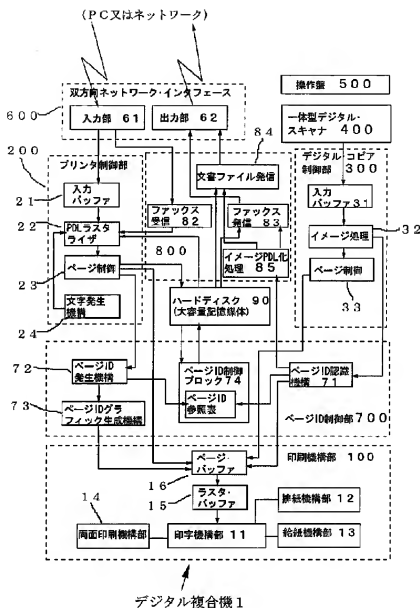 (PC又はネットワーク)
双方向ネットワーク・インタフェース
600
入力部 61
出力部 62
操作盤 500
一体型デジタル・
スキャナ 400
84
文書ファイル発信
200
プリンタ制御部
21
入力
バッファ
22
PDLラスタ
ライザ
23
ページ制御
24
文字発生
機構
ファックス
受信 82
ファックス
発信 83
800
イメージPDL化
処理 85
ハードディスク 90
(大容量記憶媒体)
デジタル・コピア
制御部 300
入力
バッファ31
イメージ処理
32
ページ制御
33
72
ページID
発生機構
73
ページIDグラ
フィック生成機構
ページID制御
ブロック74
ページID
参照表
ページID認識
機構 71
ページID制御部700
印刷機構部 100
ページ・
バッファ
16
ラスタ・
バッファ
15
14
両面印刷機構部
印字機構部 11
排紙機構部 12
給紙機構部 13
デジタル複合機1